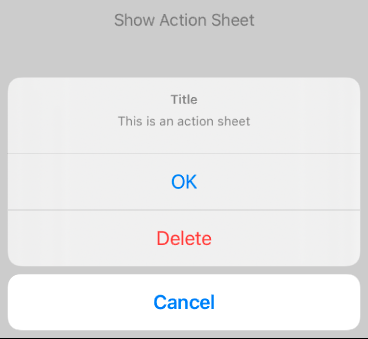 Show Action Sheet
Title
This is an action sheet
OK
Delete
Cancel